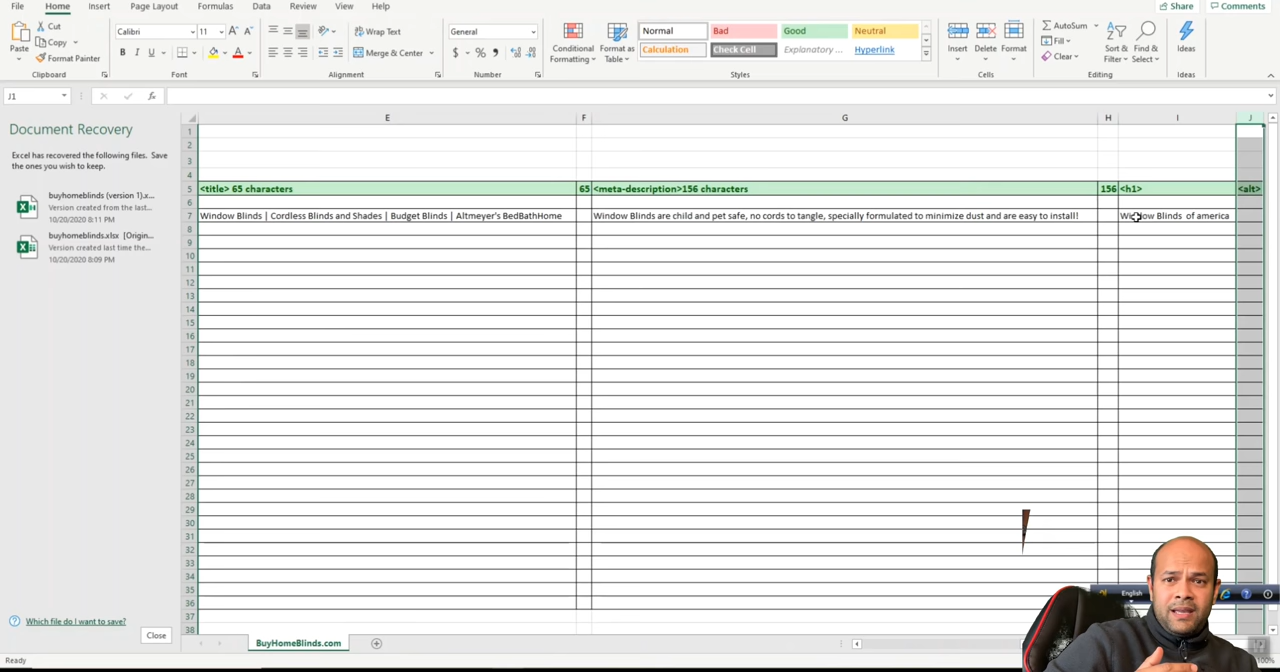 File Home Insert Page Layout Formulas Data Review View Help Share Comments
Cut
Copy
Format Painter
Paste
Clipboard
Calibri 11
B I U
Font
Wrap Text
Merge & Center
Alignment
General
$ % 9
Number
Conditional Formatting
Format as Table
Normal Bad Good Neutral
Calculation Check Cell Explanatory ... Hyperlink
Styles
Insert Delete Format
Cells
AutoSum
Fill
Clear
Sort & Filter
Find & Select
Editing
Ideas
Ideas
J1 fx
Document Recovery
Excel has recovered the following files. Save
the ones you wish to keep.
buyhomeblinds (version 1).x...
Version created from the last...
10/20/2020 8:11 PM
buyhomeblinds.xlsx [Origin...
Version created last time the...
10/20/2020 8:09 PM
Which file do I want to save?
Close
E F G H I J
1
2
3
4
5 <title> 65 characters 65 <meta-description>156 characters 156 <h1> <alt>
6
7 Window Blinds | Cordless Blinds and Shades | Budget Blinds | Altmeyer's BedBathHome Window Blinds are child and pet safe, no cords to tangle, specially formulated to minimize dust and are easy to install! Window Blinds of america
8
9
10
11
12
13
14
15
16
17
18
19
20
21
22
23
24
25
26
27
28
29
30
31
32
33
34
35
36
37
38
English
BuyHomeBlinds.com
Ready
100%